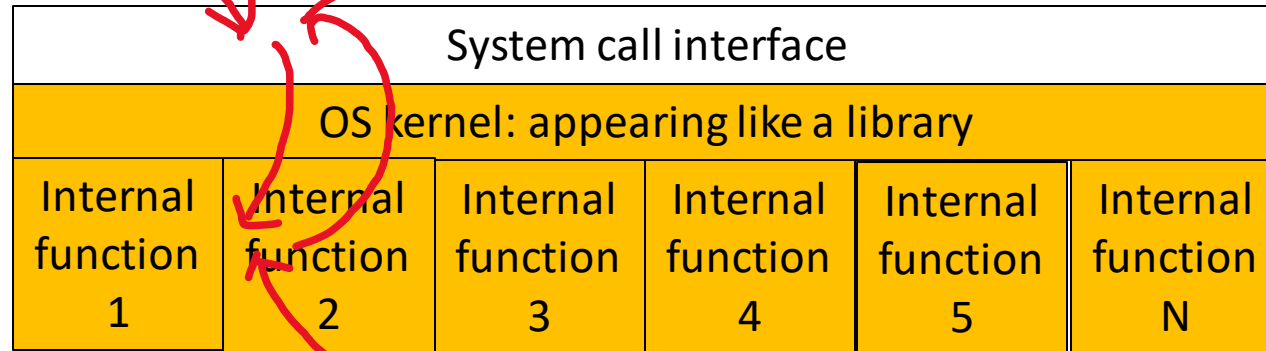 System call interface
OS kernel: appearing like a library
Internal function 1
Internal function 2
Internal function 3
Internal function 4
Internal function 5
Internal function N